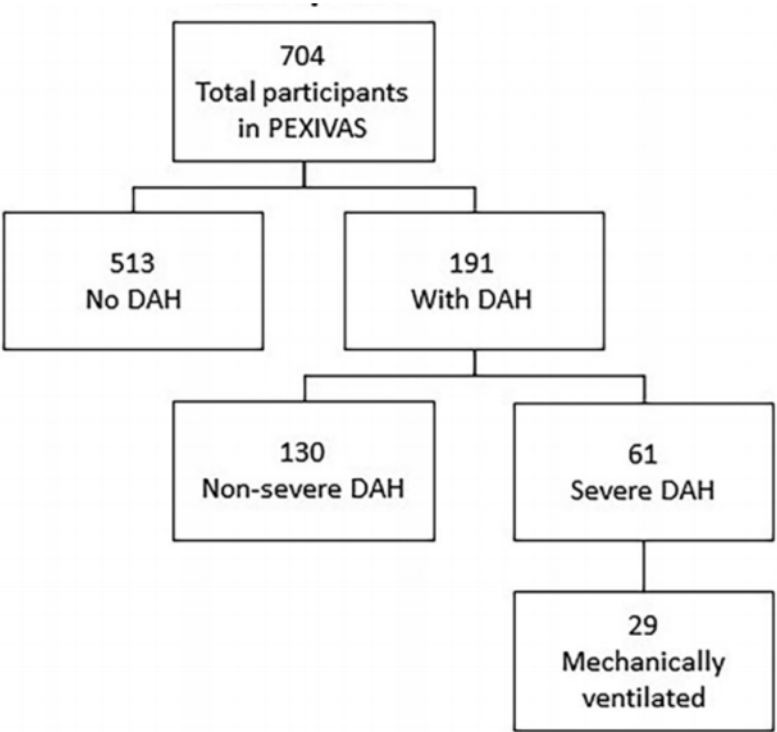 704
Total participants
in PEXIVAS
513
No DAH
191
With DAH
130
Non-severe DAH
61
Severe DAH
29
Mechanically
ventilated